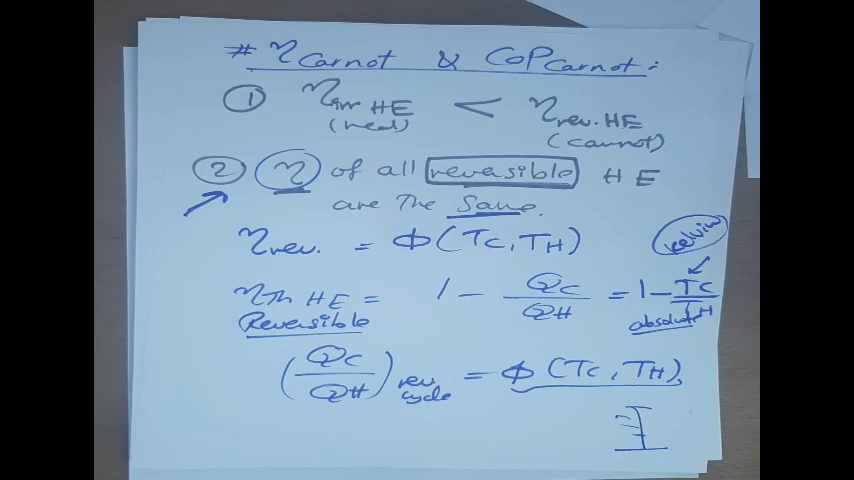 # η Carnot & COP Carnot :
① η irr HE < η rev. HE
(real) (carnot)
② η of all reversible HE
are The Same.
η rev. = Φ (TC, TH)
Kelvin
η Th HE = 1 - QC / QH = 1 - TC / TH
Reversible absolute
(QC / QH) rev. cycle = Φ (TC, TH),